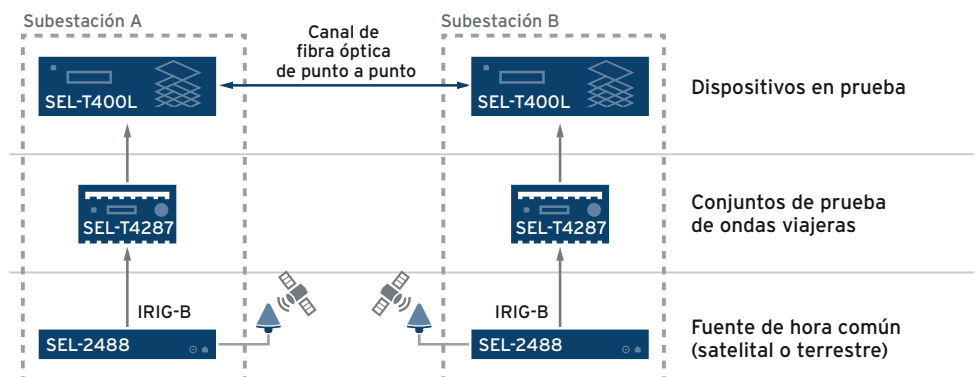 Subestación A
Subestación B
Canal de
fibra óptica
de punto a punto
SEL-T400L
SEL-T400L
Dispositivos en prueba
SEL-T4287
SEL-T4287
Conjuntos de prueba
de ondas viajeras
IRIG-B
IRIG-B
SEL-2488
SEL-2488
Fuente de hora común
(satelital o terrestre)